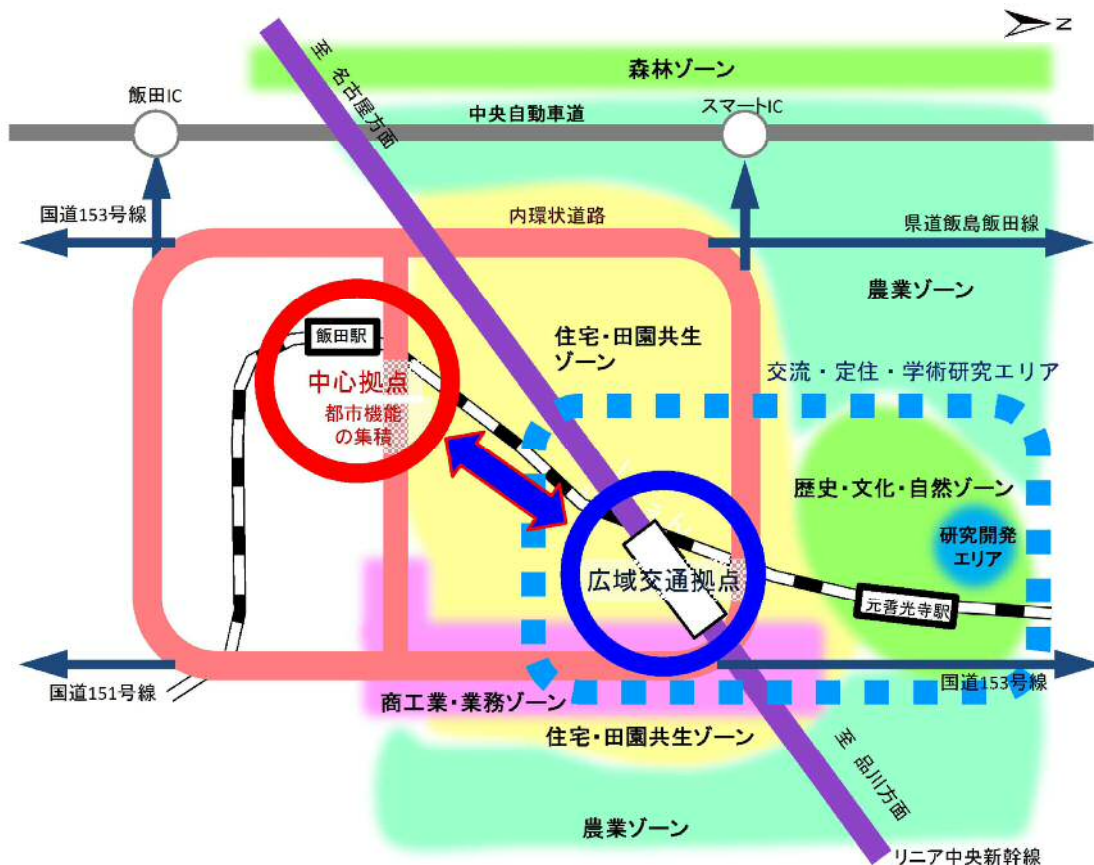 N
森林ゾーン
至 名古屋方面
飯田IC
中央自動車道
スマートIC
国道153号線
内環状道路
県道飯島飯田線
農業ゾーン
飯田駅
住宅・田園共生
ゾーン
交流・定住・学術研究エリア
中心拠点
都市機能
の集積
歴史・文化・自然ゾーン
研究開発
エリア
広域交通拠点
元善光寺駅
国道151号線
国道153号線
商工業・業務ゾーン
住宅・田園共生ゾーン
至 品川方面
農業ゾーン
リニア中央新幹線